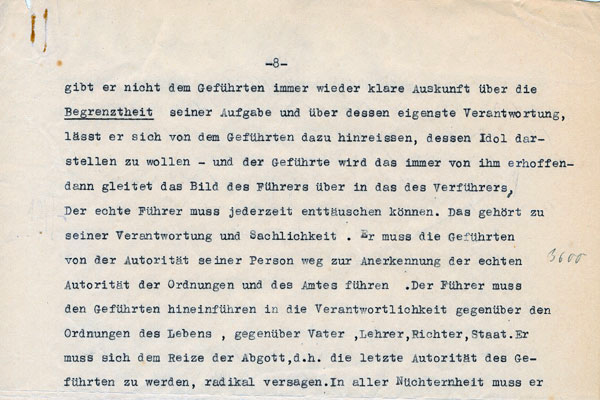 -8-
gibt er nicht dem Geführten immer wieder klare Auskunft über die
Begrenztheit seiner Aufgabe und über dessen eigenste Verantwortung,
lässt er sich von dem Geführten dazu hinreissen, dessen Idol dar-
stellen zu wollen - und der Geführte wird das immer von ihm erhoffen-
dann gleitet das Bild des Führers über in das des Verführers,
Der echte Führer muss jederzeit enttäuschen können. Das gehört zu
seiner Verantwortung und Sachlichkeit . Er muss die Geführten
von der Autorität seiner Person weg zur Anerkennung der echten
3600
Autorität der Ordnungen und des Amtes führen .Der Führer muss
den Geführten hineinführen in die Verantwortlichkeit gegenüber den
Ordnungen des Lebens , gegenüber Vater ,Lehrer,Richter,Staat.Er
muss sich dem Reize der Abgott,d.h. die letzte Autorität des Ge-
führten zu werden, radikal versagen.In aller Nüchternheit muss er